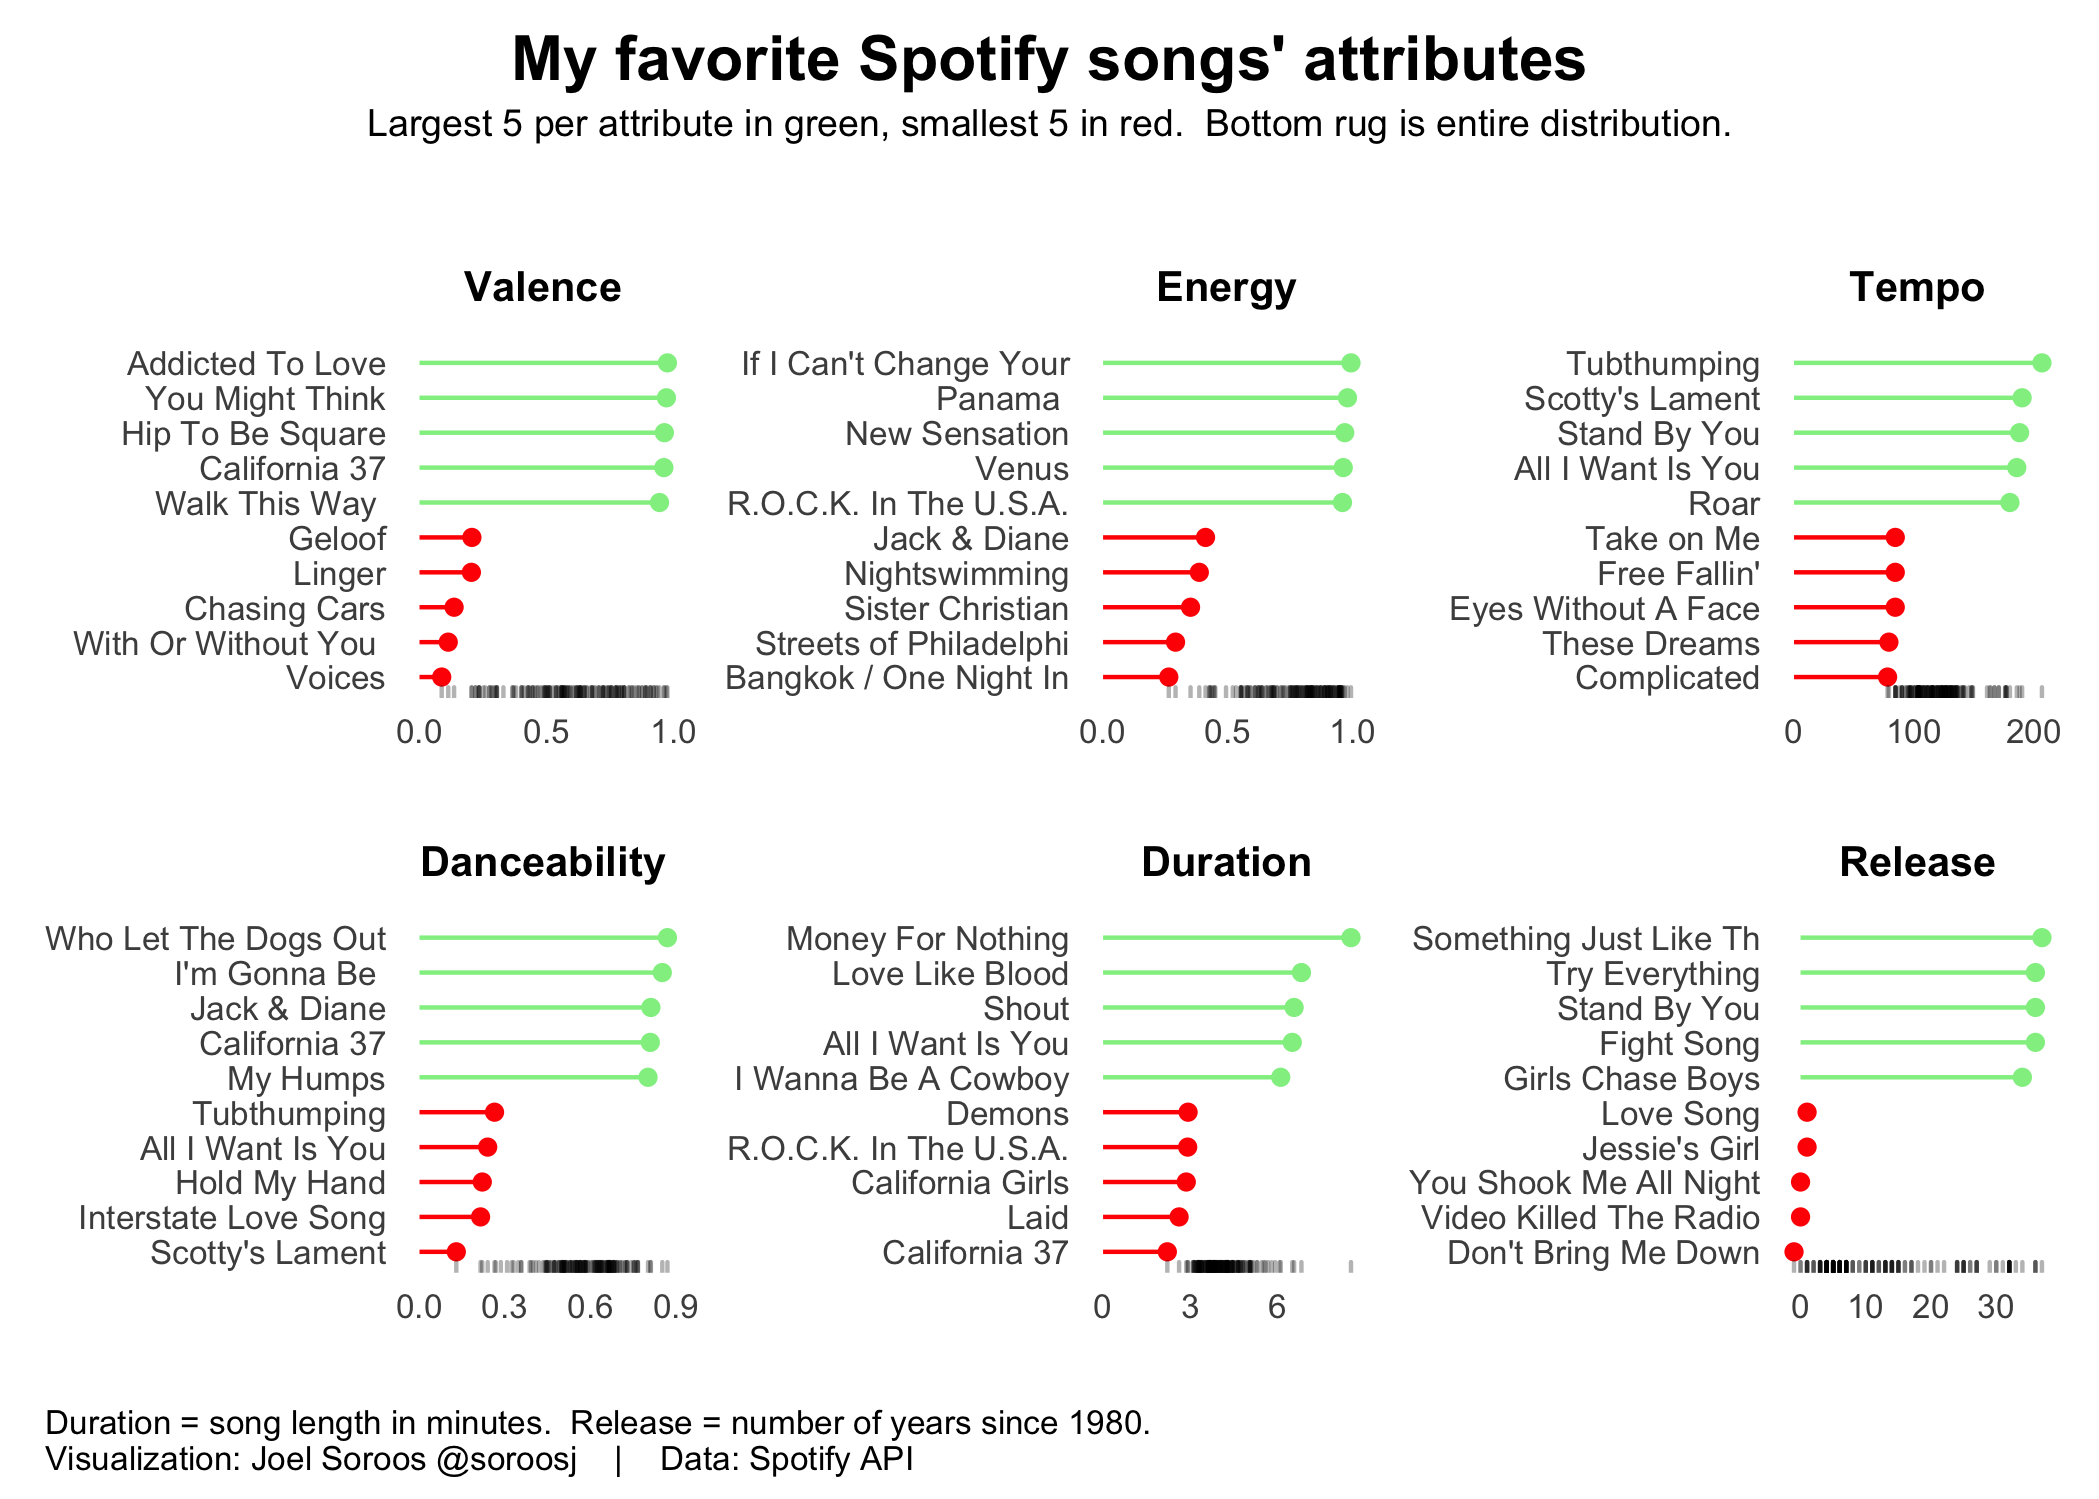 My favorite Spotify songs' attributes
Largest 5 per attribute in green, smallest 5 in red.  Bottom rug is entire distribution.
Valence
Addicted To Love
You Might Think
Hip To Be Square
California 37
Walk This Way
Geloof
Linger
Chasing Cars
With Or Without You
Voices
0.0 0.5 1.0
Energy
If I Can't Change Your
Panama
New Sensation
Venus
R.O.C.K. In The U.S.A.
Jack & Diane
Nightswimming
Sister Christian
Streets of Philadelphi
Bangkok / One Night In
0.0 0.5 1.0
Tempo
Tubthumping
Scotty's Lament
Stand By You
All I Want Is You
Roar
Take on Me
Free Fallin'
Eyes Without A Face
These Dreams
Complicated
0 100 200
Danceability
Who Let The Dogs Out
I'm Gonna Be
Jack & Diane
California 37
My Humps
Tubthumping
All I Want Is You
Hold My Hand
Interstate Love Song
Scotty's Lament
0.0 0.3 0.6 0.9
Duration
Money For Nothing
Love Like Blood
Shout
All I Want Is You
I Wanna Be A Cowboy
Demons
R.O.C.K. In The U.S.A.
California Girls
Laid
California 37
0 3 6
Release
Something Just Like Th
Try Everything
Stand By You
Fight Song
Girls Chase Boys
Love Song
Jessie's Girl
You Shook Me All Night
Video Killed The Radio
Don't Bring Me Down
0 10 20 30
Duration = song length in minutes.  Release = number of years since 1980.
Visualization: Joel Soroos @soroosj    |    Data: Spotify API